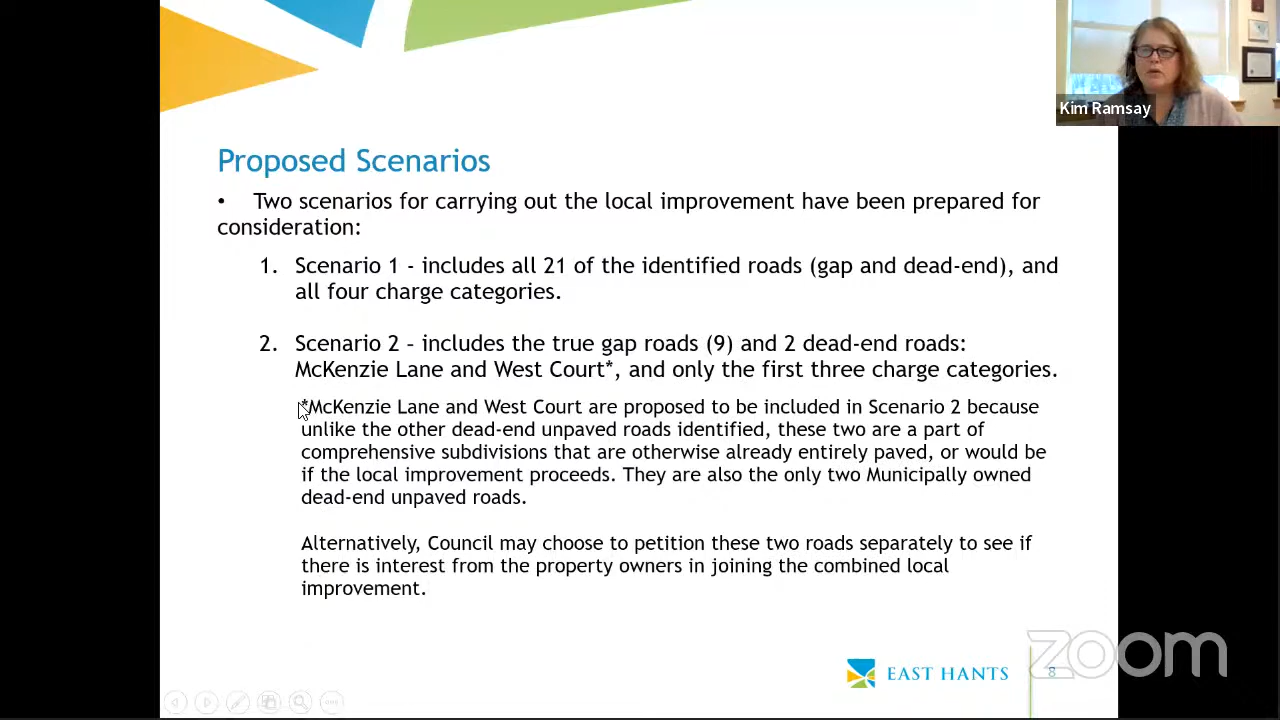 Kim Ramsay
Proposed Scenarios
• Two scenarios for carrying out the local improvement have been prepared for
consideration:
1. Scenario 1 - includes all 21 of the identified roads (gap and dead-end), and
all four charge categories.
2. Scenario 2 – includes the true gap roads (9) and 2 dead-end roads:
McKenzie Lane and West Court*, and only the first three charge categories.
*McKenzie Lane and West Court are proposed to be included in Scenario 2 because
unlike the other dead-end unpaved roads identified, these two are a part of
comprehensive subdivisions that are otherwise already entirely paved, or would be
if the local improvement proceeds. They are also the only two Municipally owned
dead-end unpaved roads.
Alternatively, Council may choose to petition these two roads separately to see if
there is interest from the property owners in joining the combined local
improvement.
EAST HANTS
zoom